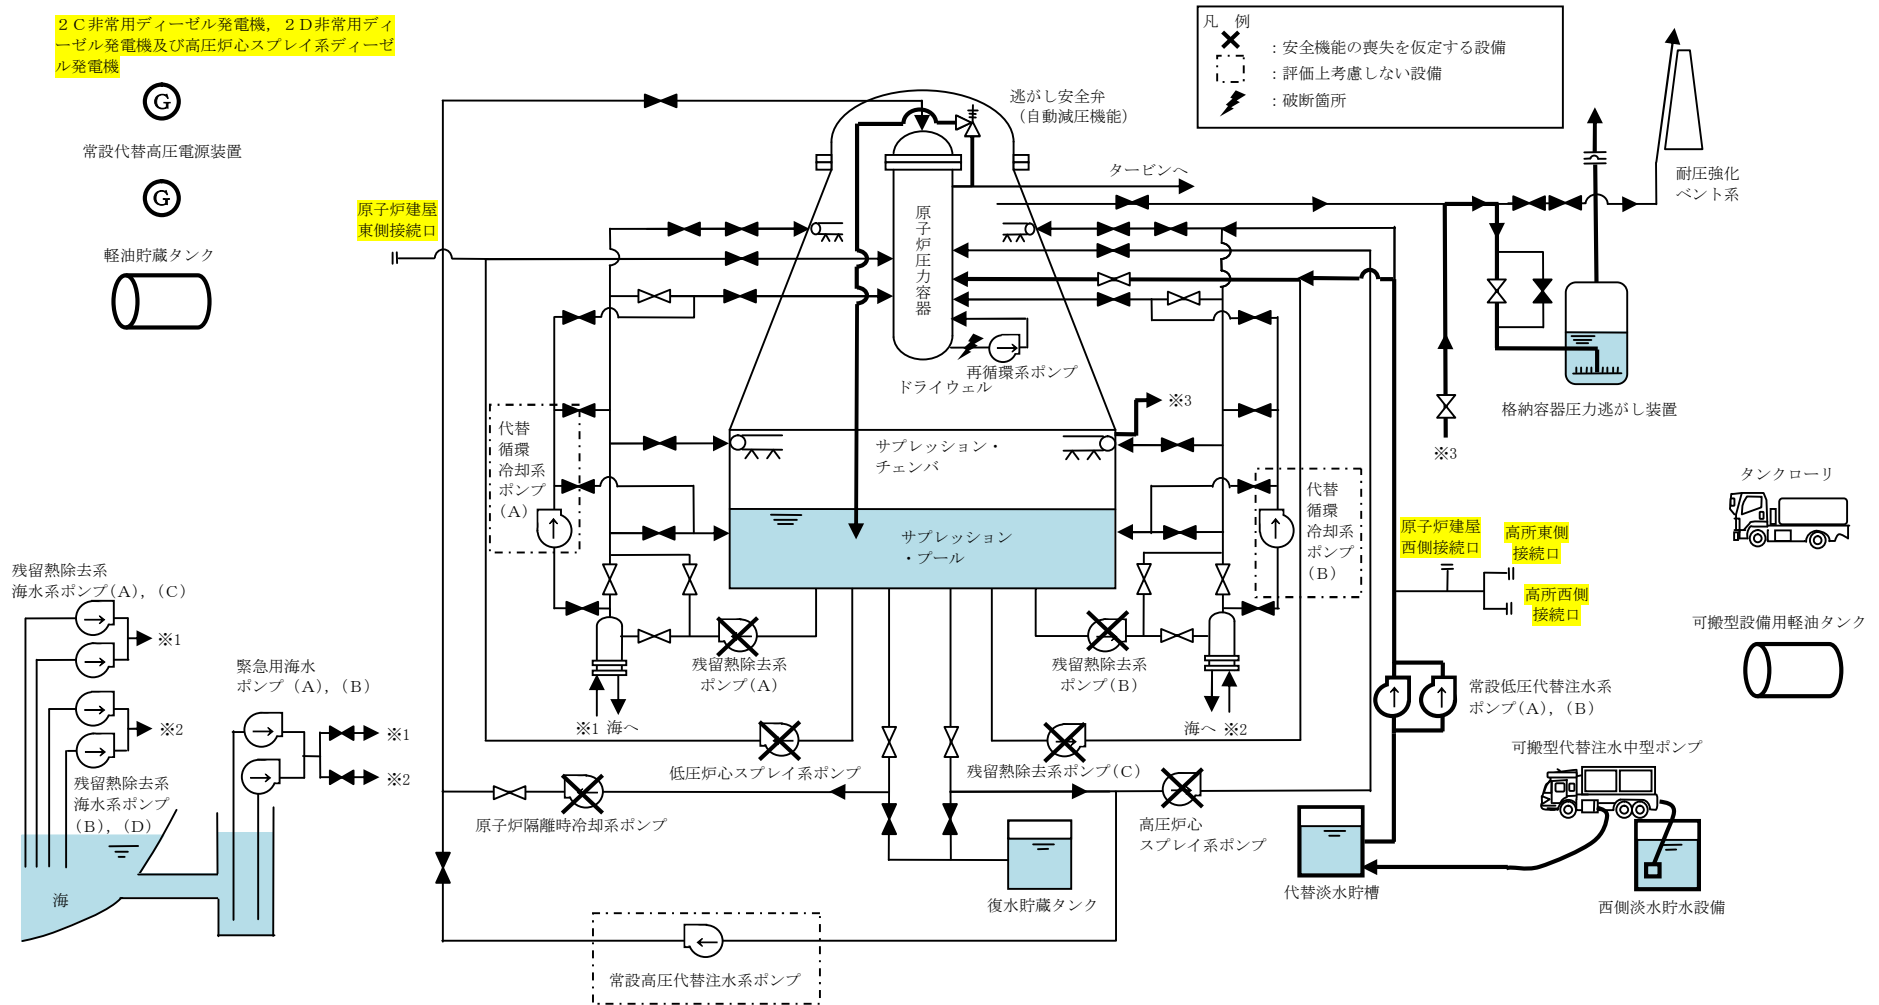 ２Ｃ非常用ディーゼル発電機，２Ｄ非常用ディ
ーゼル発電機及び高圧炉心スプレイ系ディーゼ
ル発電機
G
常設代替高圧電源装置
G
軽油貯蔵タンク
原子炉建屋
東側接続口
逃がし安全弁
（自動減圧機能）
凡　例
：安全機能の喪失を仮定する設備
：評価上考慮しない設備
：破断箇所
タービンへ
耐圧強化
ベント系
原子炉圧力容器
再循環系ポンプ
ドライウェル
※3
格納容器圧力逃がし装置
※3
代替
循環
冷却系
ポンプ
（A）
サプレッション・
チェンバ
サプレッション
・プール
代替
循環
冷却系
ポンプ
（B）
タンクローリ
原子炉建屋
西側接続口
高所東側
接続口
高所西側
接続口
可搬型設備用軽油タンク
残留熱除去系
海水系ポンプ(A)，（C）
※1
※2
残留熱除去系
海水系ポンプ
（B），（D）
海
緊急用海水
ポンプ（A），（B）
※1
※2
残留熱除去系
ポンプ(A)
※1
海へ
残留熱除去系
ポンプ(B)
海へ
※2
常設低圧代替注水系
ポンプ(A)，（B）
低圧炉心スプレイ系ポンプ
残留熱除去系ポンプ(C)
可搬型代替注水中型ポンプ
原子炉隔離時冷却系ポンプ
高圧炉心
スプレイ系ポンプ
復水貯蔵タンク
代替淡水貯槽
西側淡水貯水設備
常設高圧代替注水系ポンプ